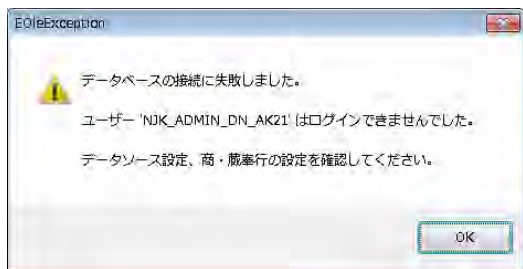 EOleException
データベースの接続に失敗しました。
ユーザー 'NJK_ADMIN_DN_AK21' はログインできませんでした。
データソース設定、商・蔵奉行の設定を確認してください。
OK